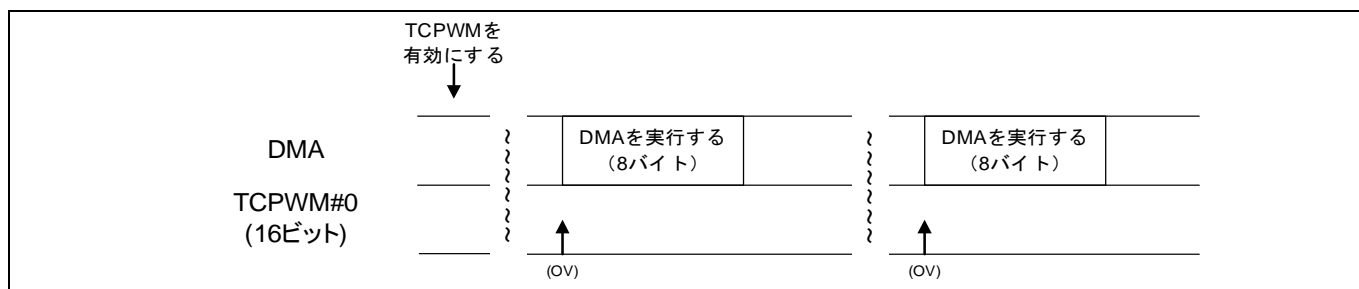 TCPWMを
有効にする
DMA
DMAを実行する
（8バイト）
DMAを実行する
（8バイト）
TCPWM#0
(16ビット)
(OV)
(OV)